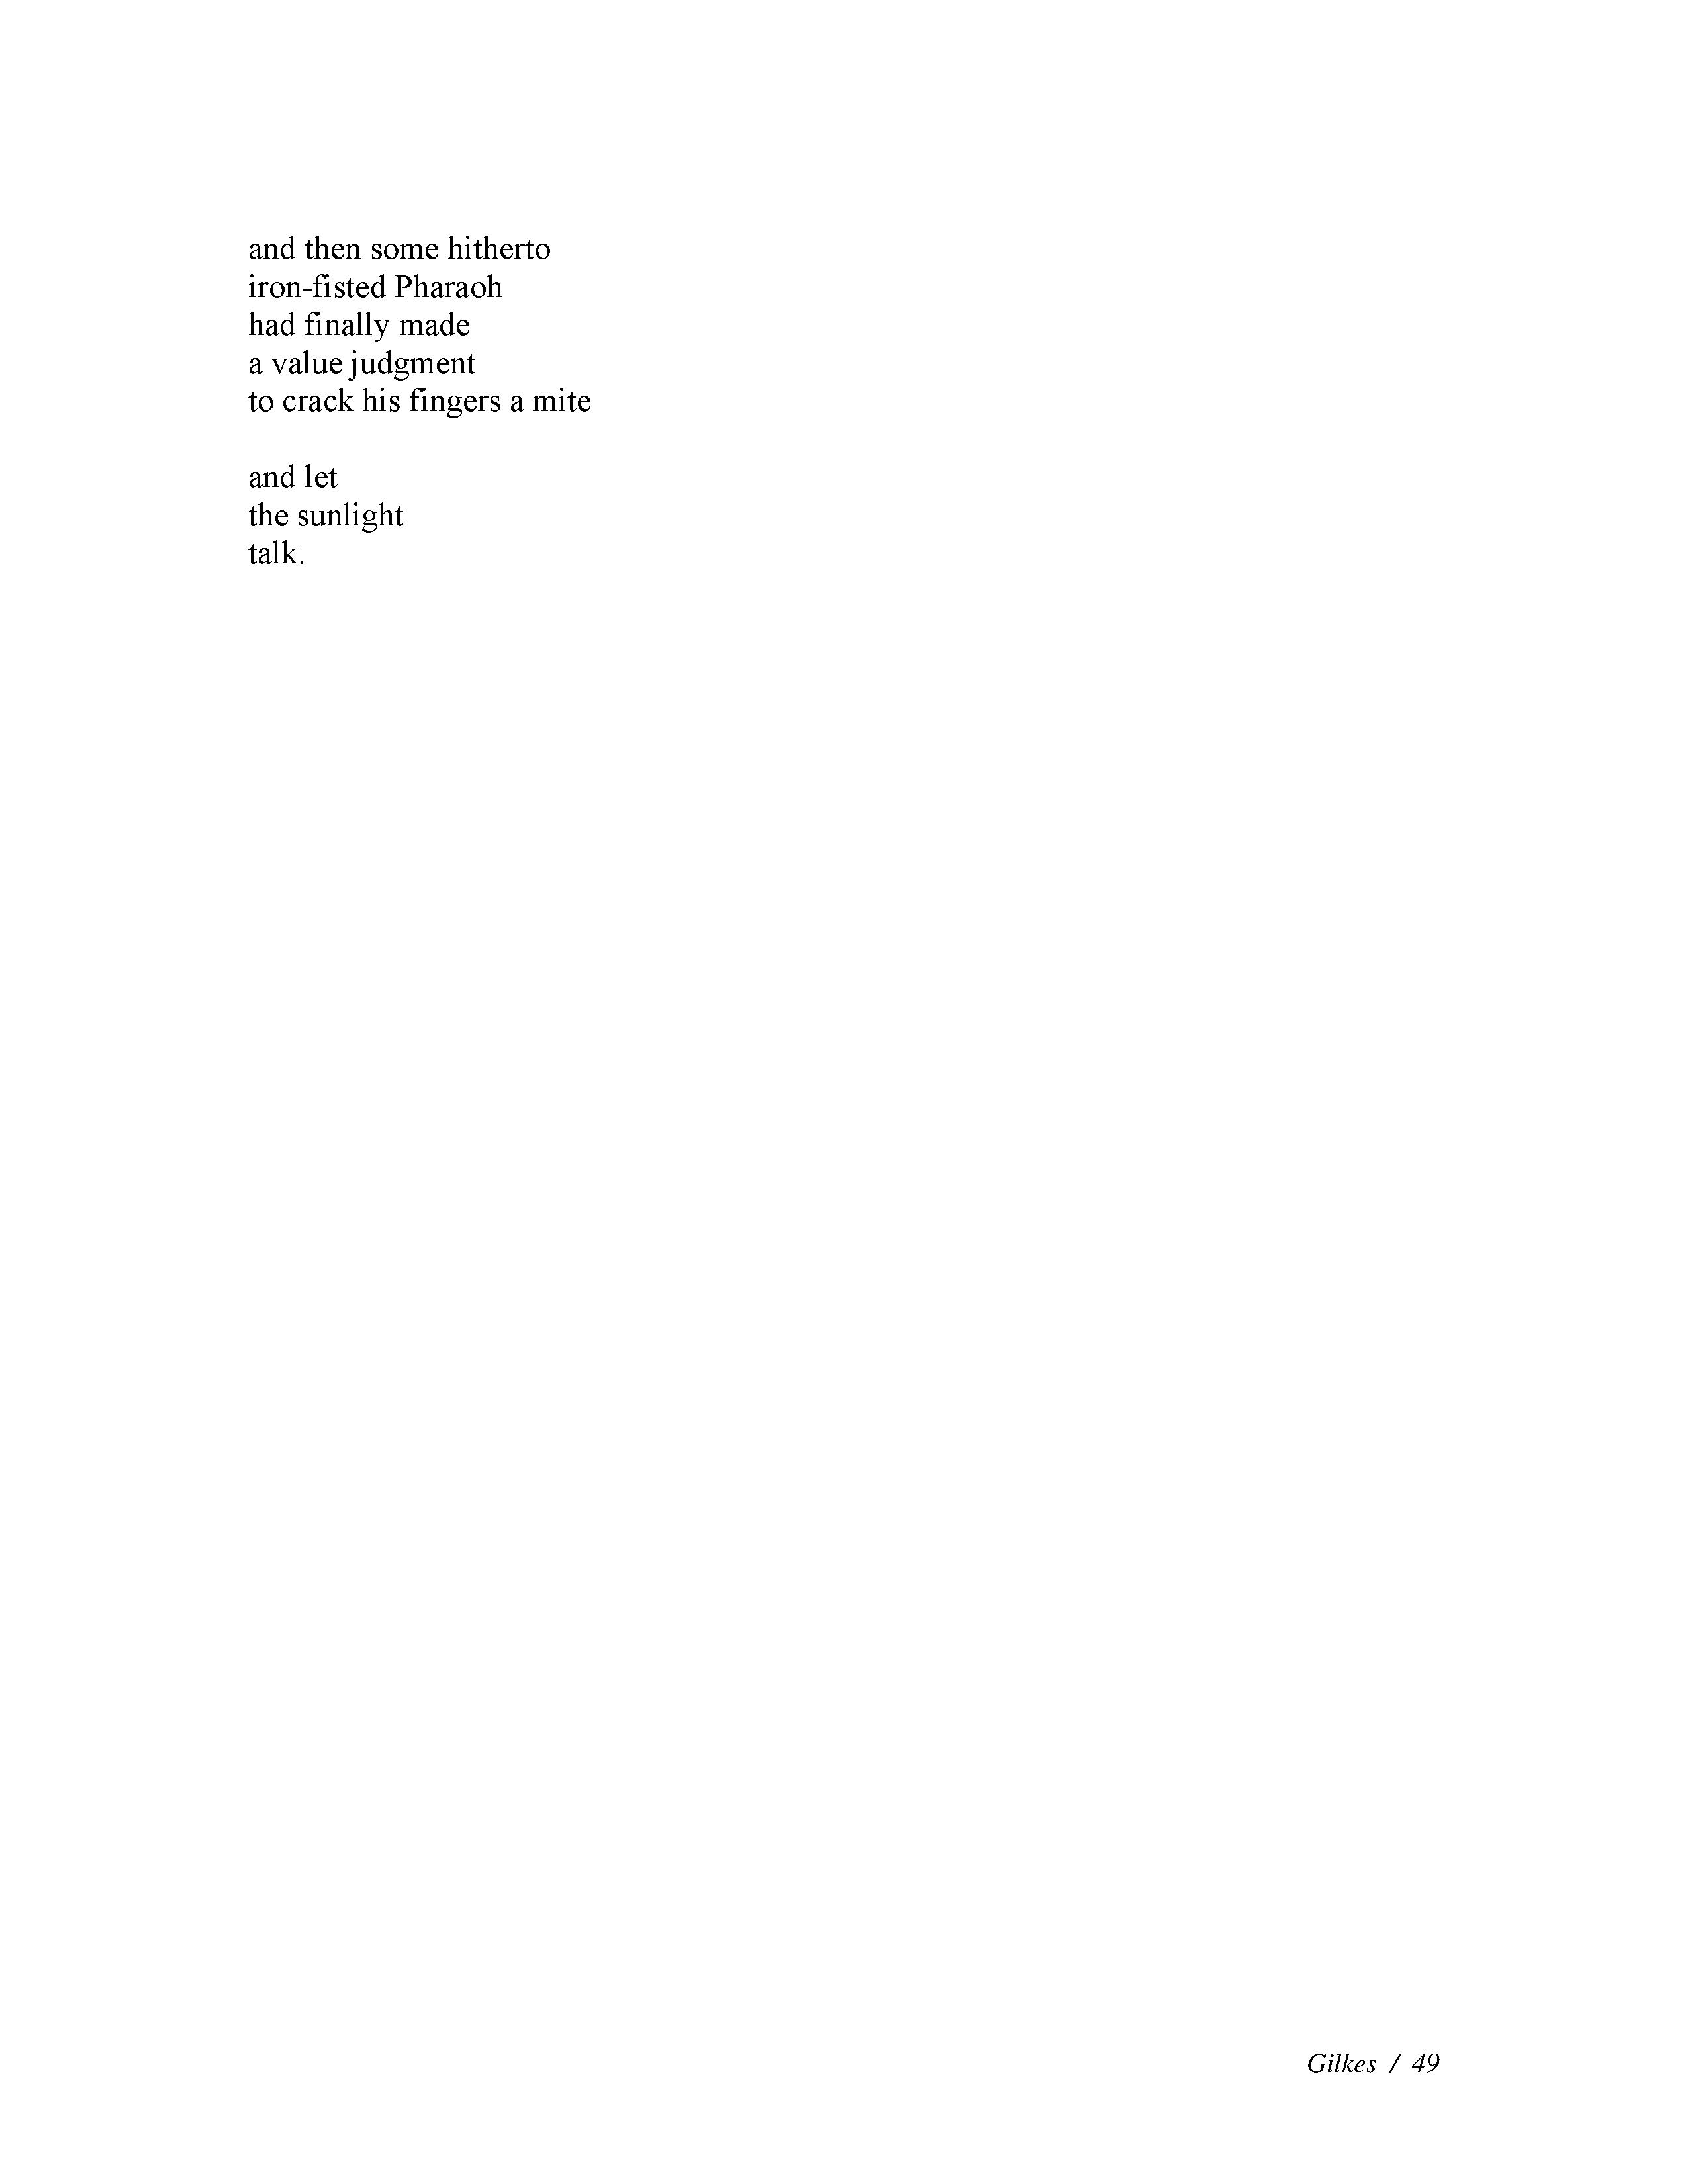 and then some hitherto
iron-fisted Pharaoh
had finally made
a value judgment
to crack his fingers a mite

and let
the sunlight
talk.

Gilkes / 49